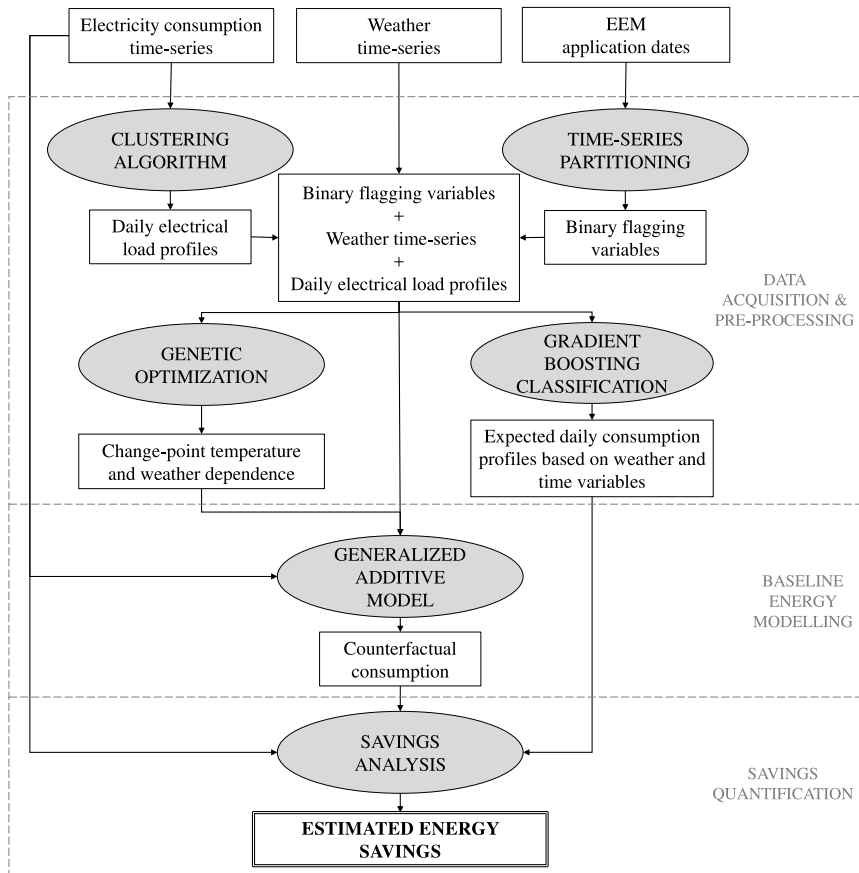 Electricity consumption
time-series
Weather
time-series
EEM
application dates
CLUSTERING
ALGORITHM
TIME-SERIES
PARTITIONING
Daily electrical
load profiles
Binary flagging variables
+
Weather time-series
+
Daily electrical load profiles
Binary flagging
variables
DATA
ACQUISITION &
PRE-PROCESSING
GENETIC
OPTIMIZATION
GRADIENT
BOOSTING
CLASSIFICATION
Change-point temperature
and weather dependence
Expected daily consumption
profiles based on weather and
time variables
GENERALIZED
ADDITIVE
MODEL
BASELINE
ENERGY
MODELLING
Counterfactual
consumption
SAVINGS
ANALYSIS
SAVINGS
QUANTIFICATION
ESTIMATED ENERGY
SAVINGS